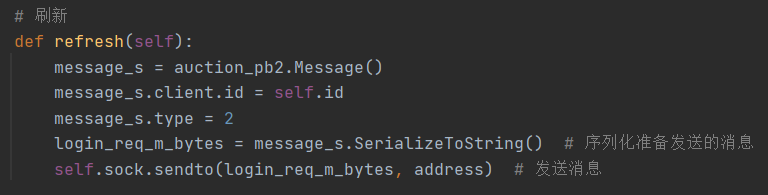 # 刷新
def refresh(self):
    message_s = auction_pb2.Message()
    message_s.client.id = self.id
    message_s.type = 2
    login_req_m_bytes = message_s.SerializeToString()  # 序列化准备发送的消息
    self.sock.sendto(login_req_m_bytes, address)  # 发送消息